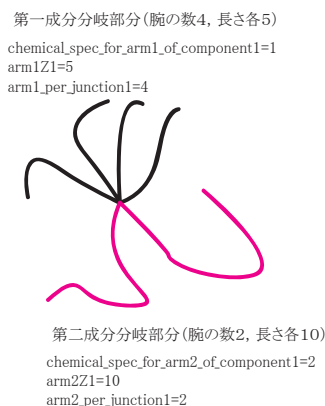 第一成分分岐部分（腕の数4, 長さ各5）
chemical_spec_for_arm1_of_component1=1
arm1Z1=5
arm1_per_junction1=4
第二成分分岐部分（腕の数2, 長さ各10）
chemical_spec_for_arm2_of_component1=2
arm2Z1=10
arm2_per_junction1=2